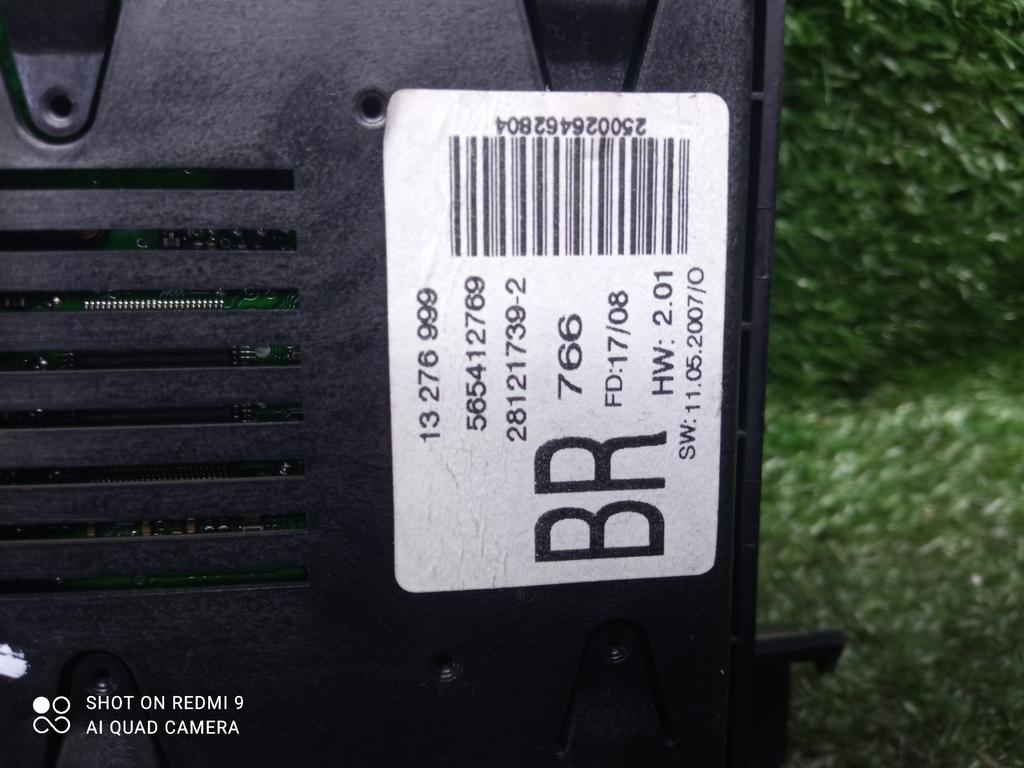 250026462804
13 276 999
565412769
28121739-2
BR 766
FD:17/08
HW: 2.01
SW:11.05.2007/O
SHOT ON REDMI 9
AI QUAD CAMERA